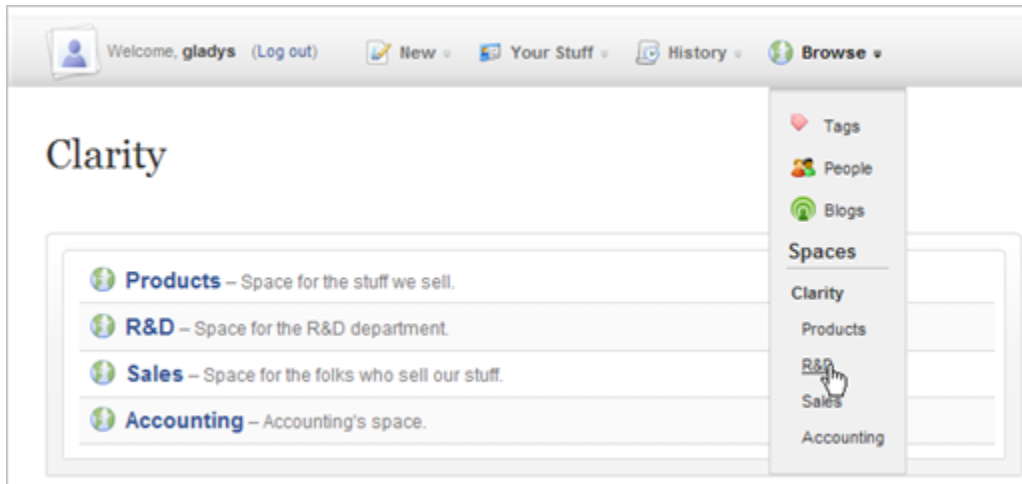 Welcome, gladys (Log out) New Your Stuff History Browse
Clarity
Products – Space for the stuff we sell.
R&D – Space for the R&D department.
Sales – Space for the folks who sell our stuff.
Accounting – Accounting's space.
Tags
People
Blogs
Spaces
Clarity
Products
R&D
Sales
Accounting